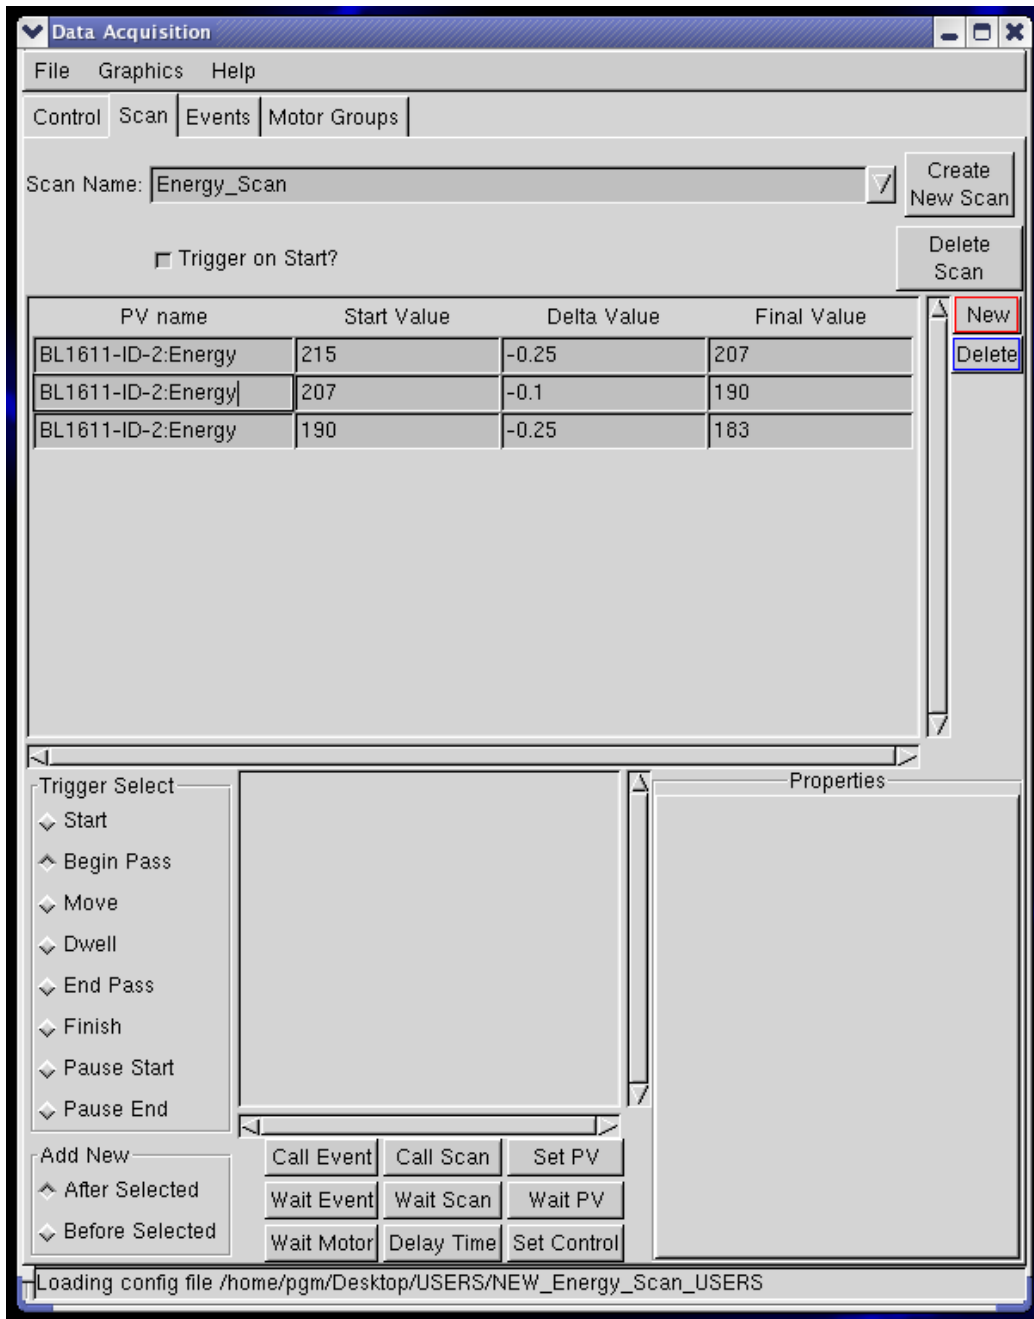 Data Acquisition
File Graphics Help
Control Scan Events Motor Groups
Scan Name: Energy_Scan
Create
New Scan
Trigger on Start?
Delete
Scan
PV name Start Value Delta Value Final Value
New
BL1611-ID-2:Energy 215 -0.25 207
Delete
BL1611-ID-2:Energy 207 -0.1 190
BL1611-ID-2:Energy 190 -0.25 183
Trigger Select
Start
Begin Pass
Move
Dwell
End Pass
Finish
Pause Start
Pause End
Properties
Add New
After Selected
Before Selected
Call Event Call Scan Set PV
Wait Event Wait Scan Wait PV
Wait Motor Delay Time Set Control
Loading config file /home/pgm/Desktop/USERS/NEW_Energy_Scan_USERS